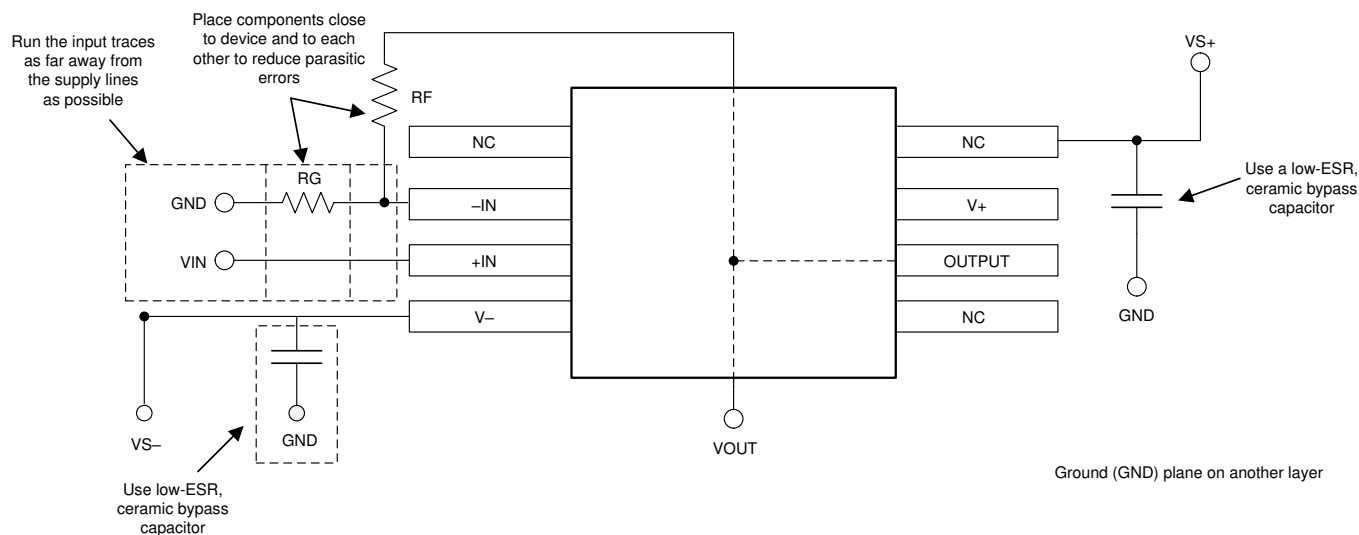 Run the input traces
as far away from
the supply lines
as possible
Place components close
to device and to each
other to reduce parasitic
errors
RF
RG
GND
VIN
NC
–IN
+IN
V–
NC
V+
OUTPUT
NC
VS+
Use a low-ESR,
ceramic bypass
capacitor
GND
VS–
GND
Use low-ESR,
ceramic bypass
capacitor
VOUT
Ground (GND) plane on another layer